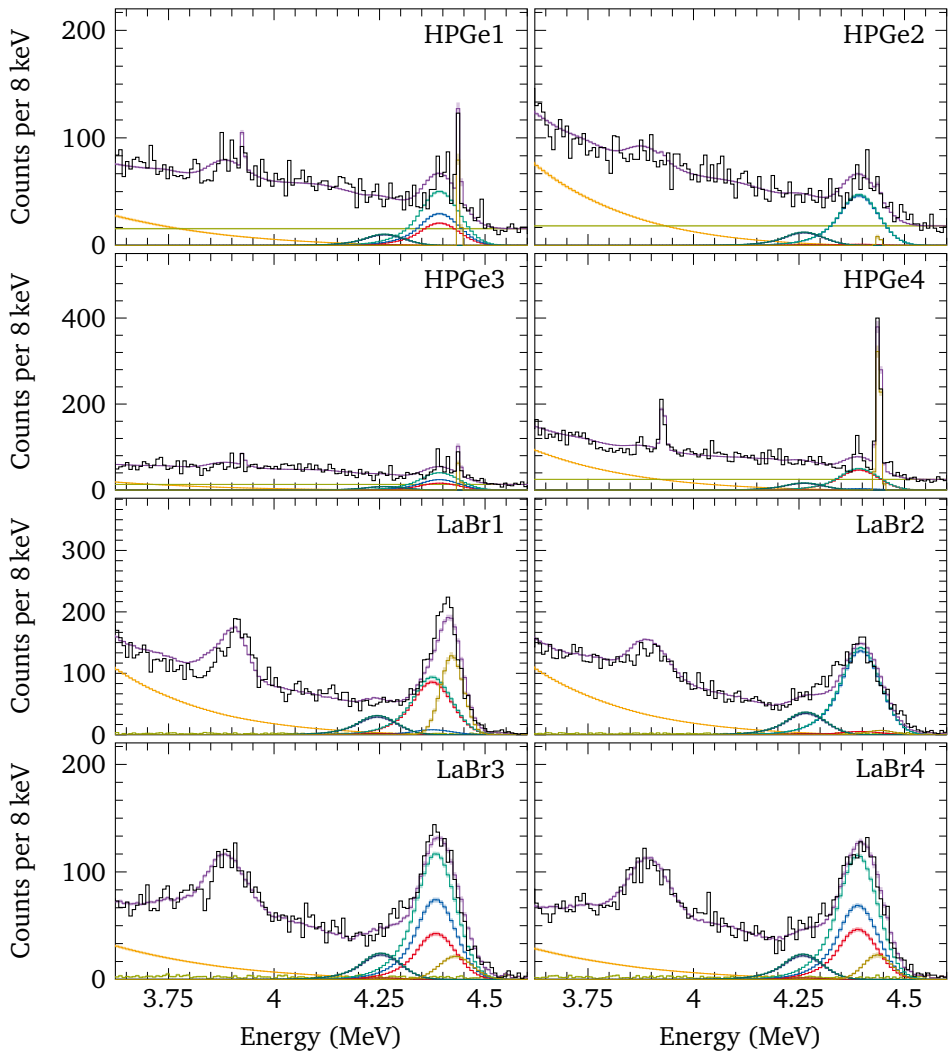 HPGe1 HPGe2
Counts per 8 keV
200
100
0
HPGe3 HPGe4
Counts per 8 keV
400
200
0
LaBr1 LaBr2
Counts per 8 keV
300
200
100
0
LaBr3 LaBr4
Counts per 8 keV
200
100
0
3.75 4 4.25 4.5 3.75 4 4.25 4.5
Energy (MeV) Energy (MeV)